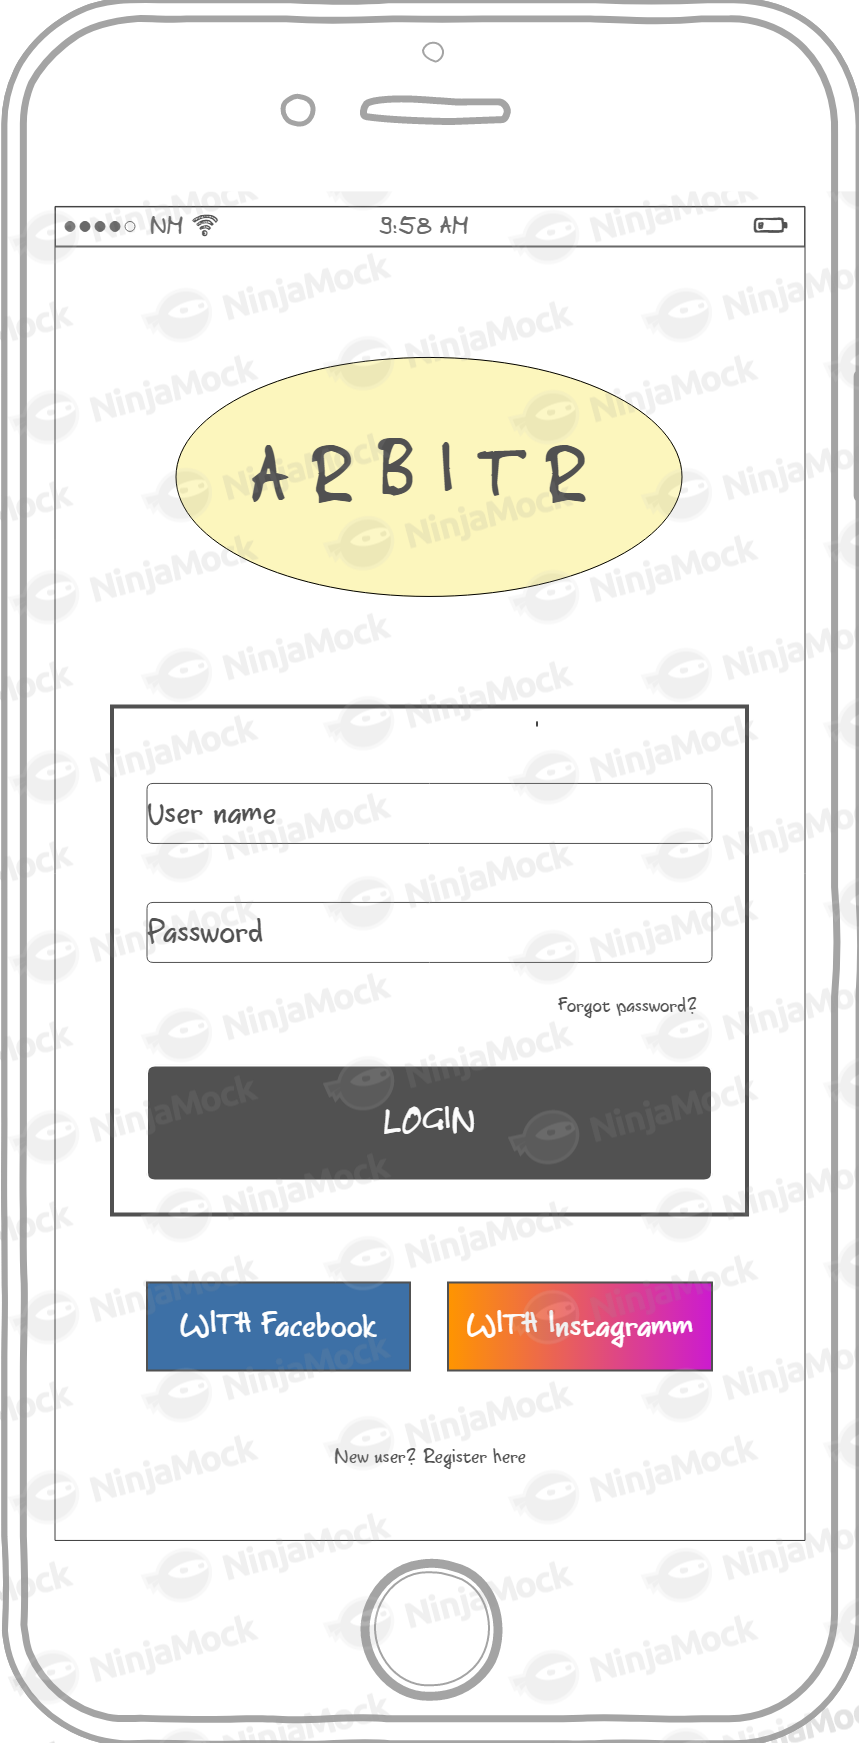 NM 9:58 AM
ARBITR
User name
Password
Forgot password?
LOGIN
WITH Facebook
WITH Instagramm
New user? Register here
NinjaMock